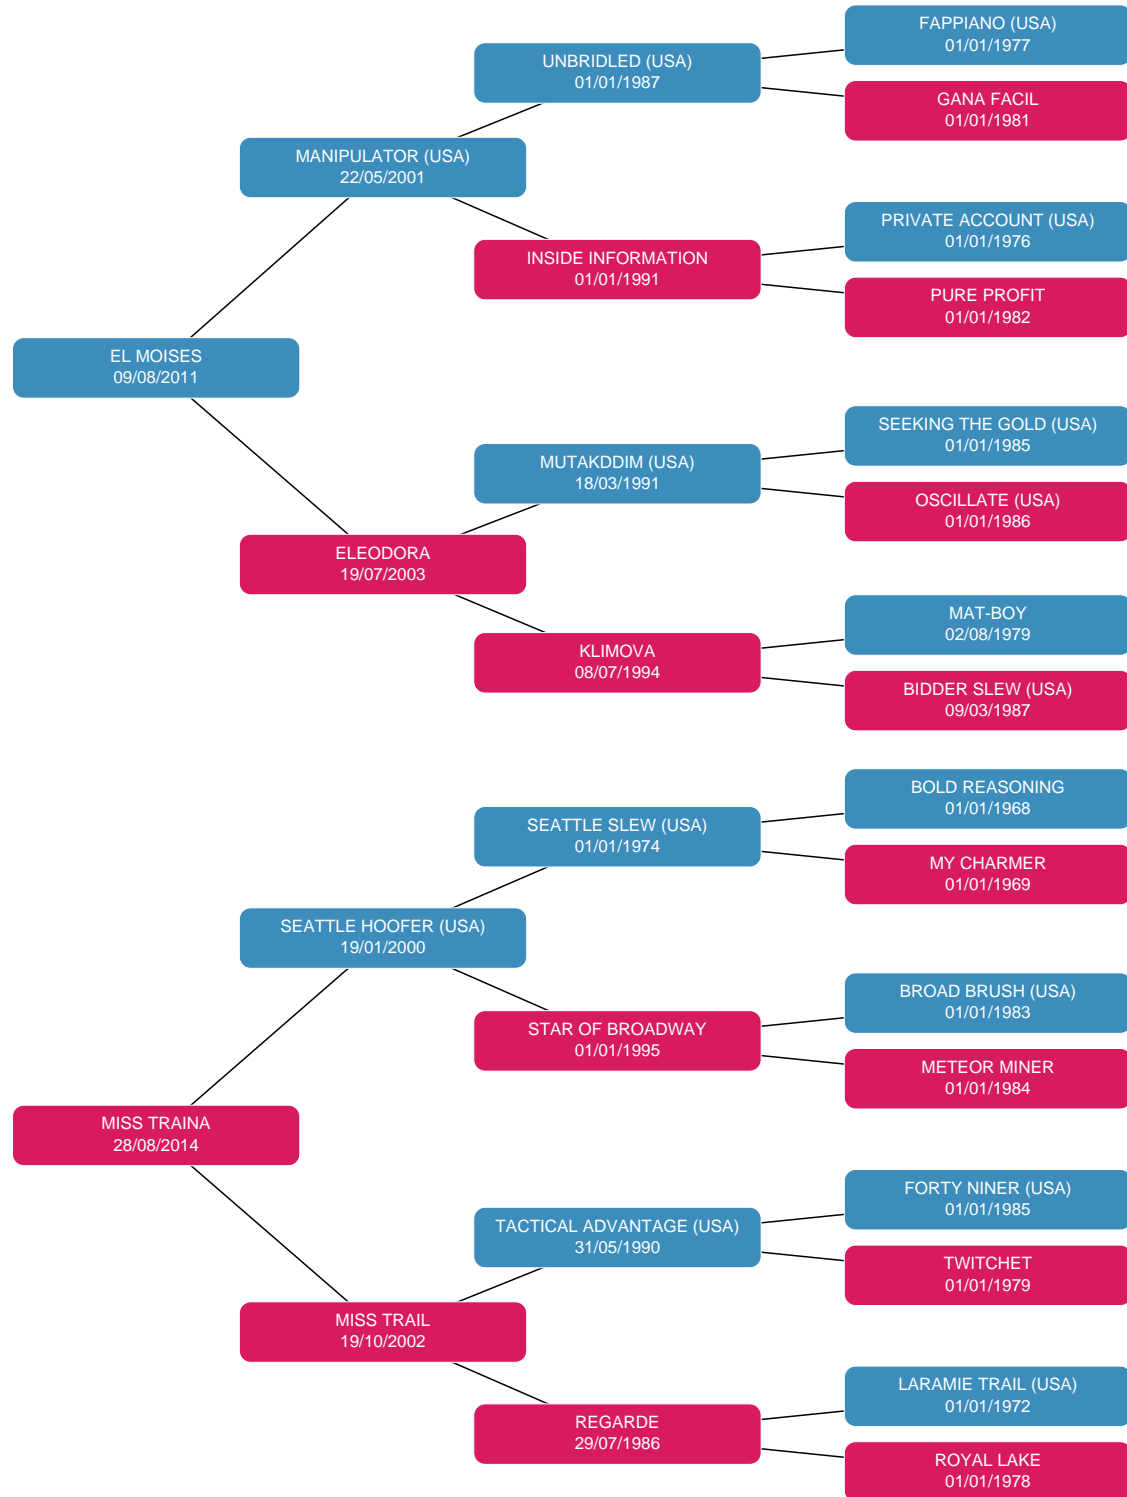 FAPPIANO (USA)
01/01/1977
UNBRIDLED (USA)
01/01/1987
GANA FACIL
01/01/1981
MANIPULATOR (USA)
22/05/2001
PRIVATE ACCOUNT (USA)
01/01/1976
INSIDE INFORMATION
01/01/1991
PURE PROFIT
01/01/1982
EL MOISES
09/08/2011
SEEKING THE GOLD (USA)
01/01/1985
MUTAKDDIM (USA)
18/03/1991
OSCILLATE (USA)
01/01/1986
ELEODORA
19/07/2003
MAT-BOY
02/08/1979
KLIMOVA
08/07/1994
BIDDER SLEW (USA)
09/03/1987
BOLD REASONING
01/01/1968
SEATTLE SLEW (USA)
01/01/1974
MY CHARMER
01/01/1969
SEATTLE HOOFER (USA)
19/01/2000
BROAD BRUSH (USA)
01/01/1983
STAR OF BROADWAY
01/01/1995
METEOR MINER
01/01/1984
MISS TRAINA
28/08/2014
FORTY NINER (USA)
01/01/1985
TACTICAL ADVANTAGE (USA)
31/05/1990
TWITCHET
01/01/1979
MISS TRAIL
19/10/2002
LARAMIE TRAIL (USA)
01/01/1972
REGARDE
29/07/1986
ROYAL LAKE
01/01/1978